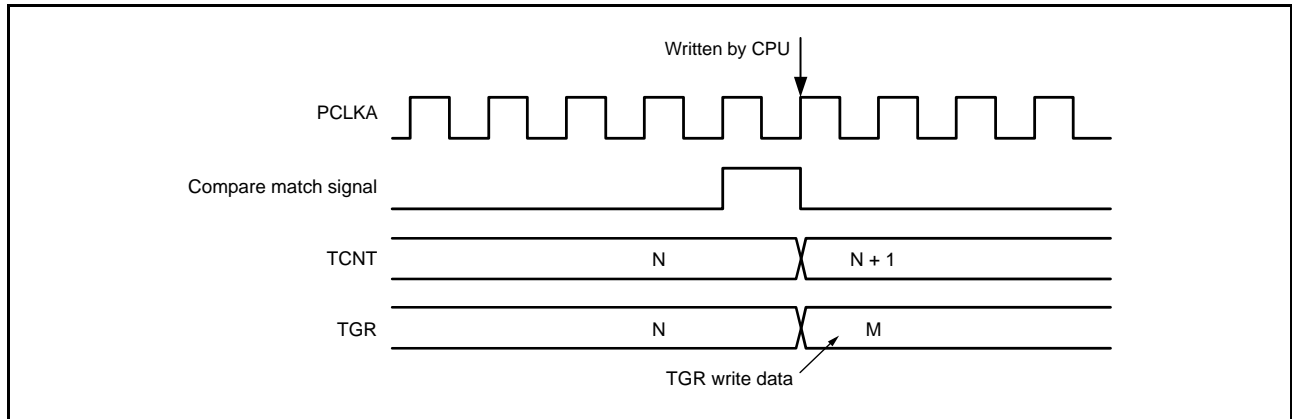 Written by CPU
PCLKA
Compare match signal
TCNT
N
N + 1
TGR
N
M
TGR write data